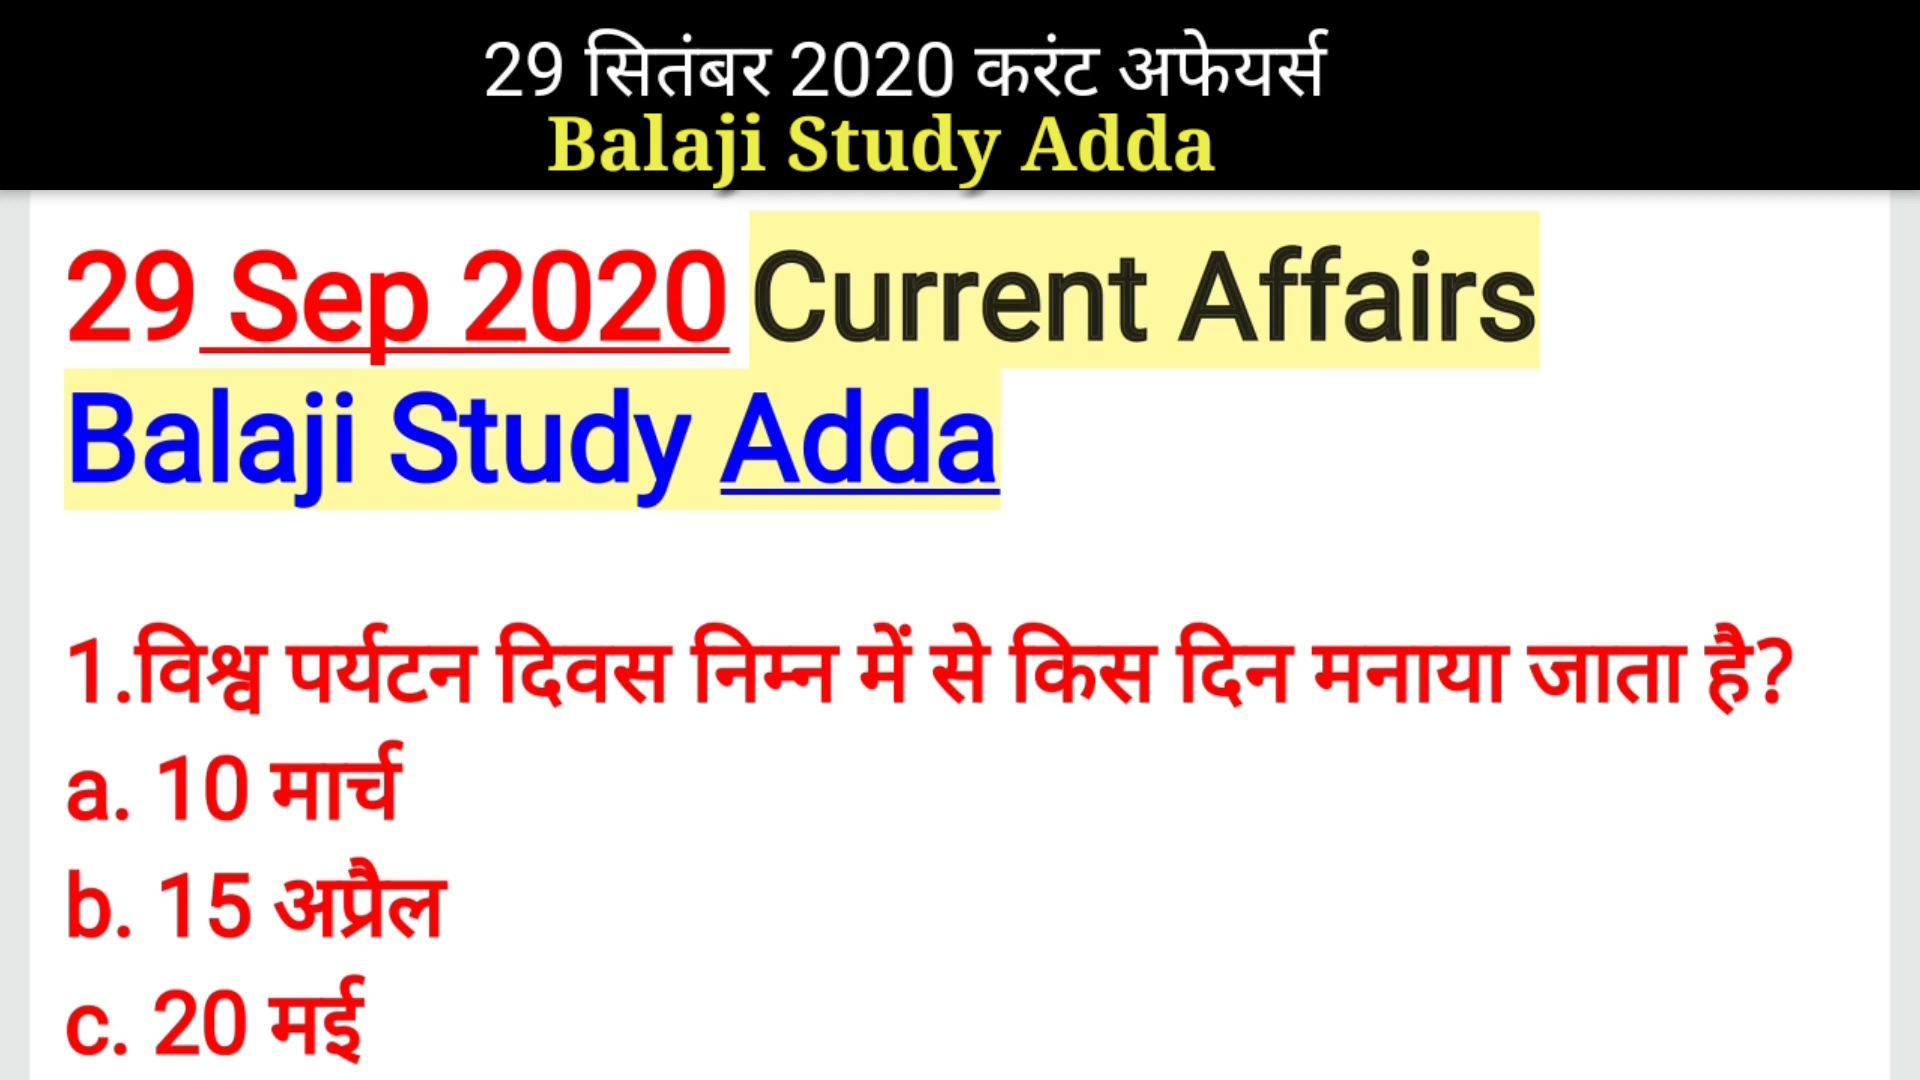 29 सितंबर 2020 करंट अफेयर्स
Balaji Study Adda
29 Sep 2020 Current Affairs
Balaji Study Adda
1.विश्व पर्यटन दिवस निम्न में से किस दिन मनाया जाता है?
a. 10 मार्च
b. 15 अप्रैल
c. 20 मई